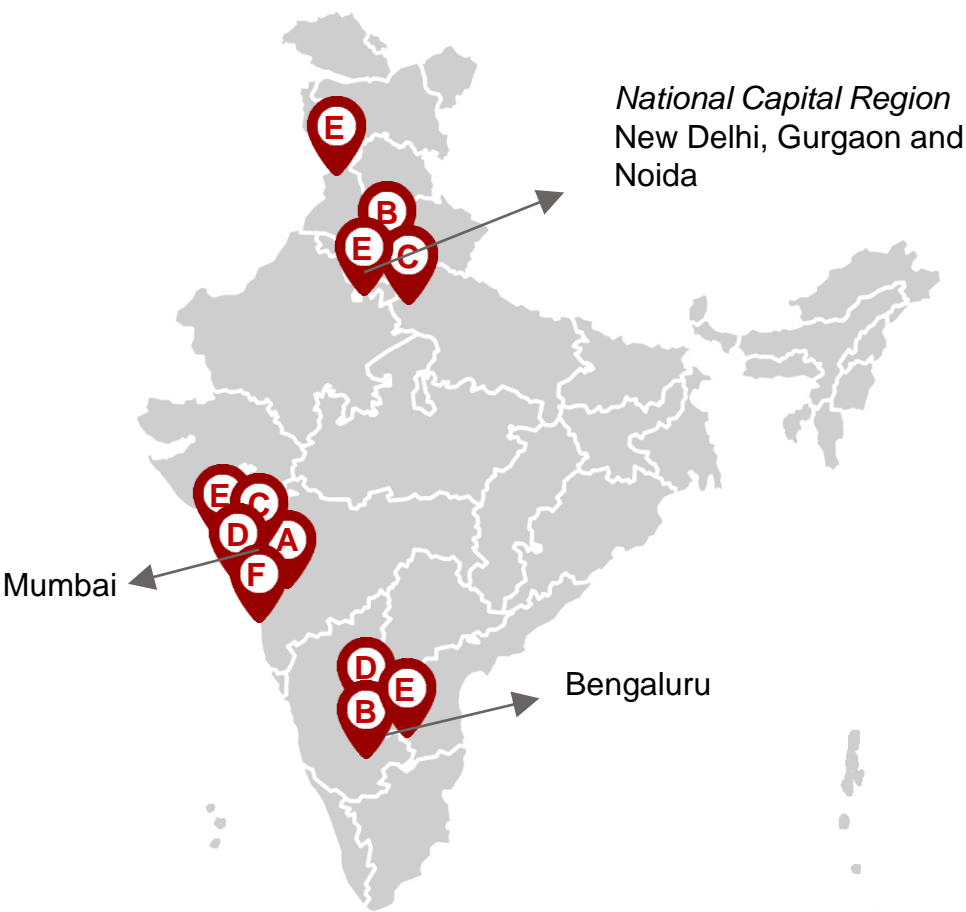 National Capital Region
New Delhi, Gurgaon and
Noida
E
B
E
C
E
C
D
A
F
Mumbai
D
E
B
Bengaluru